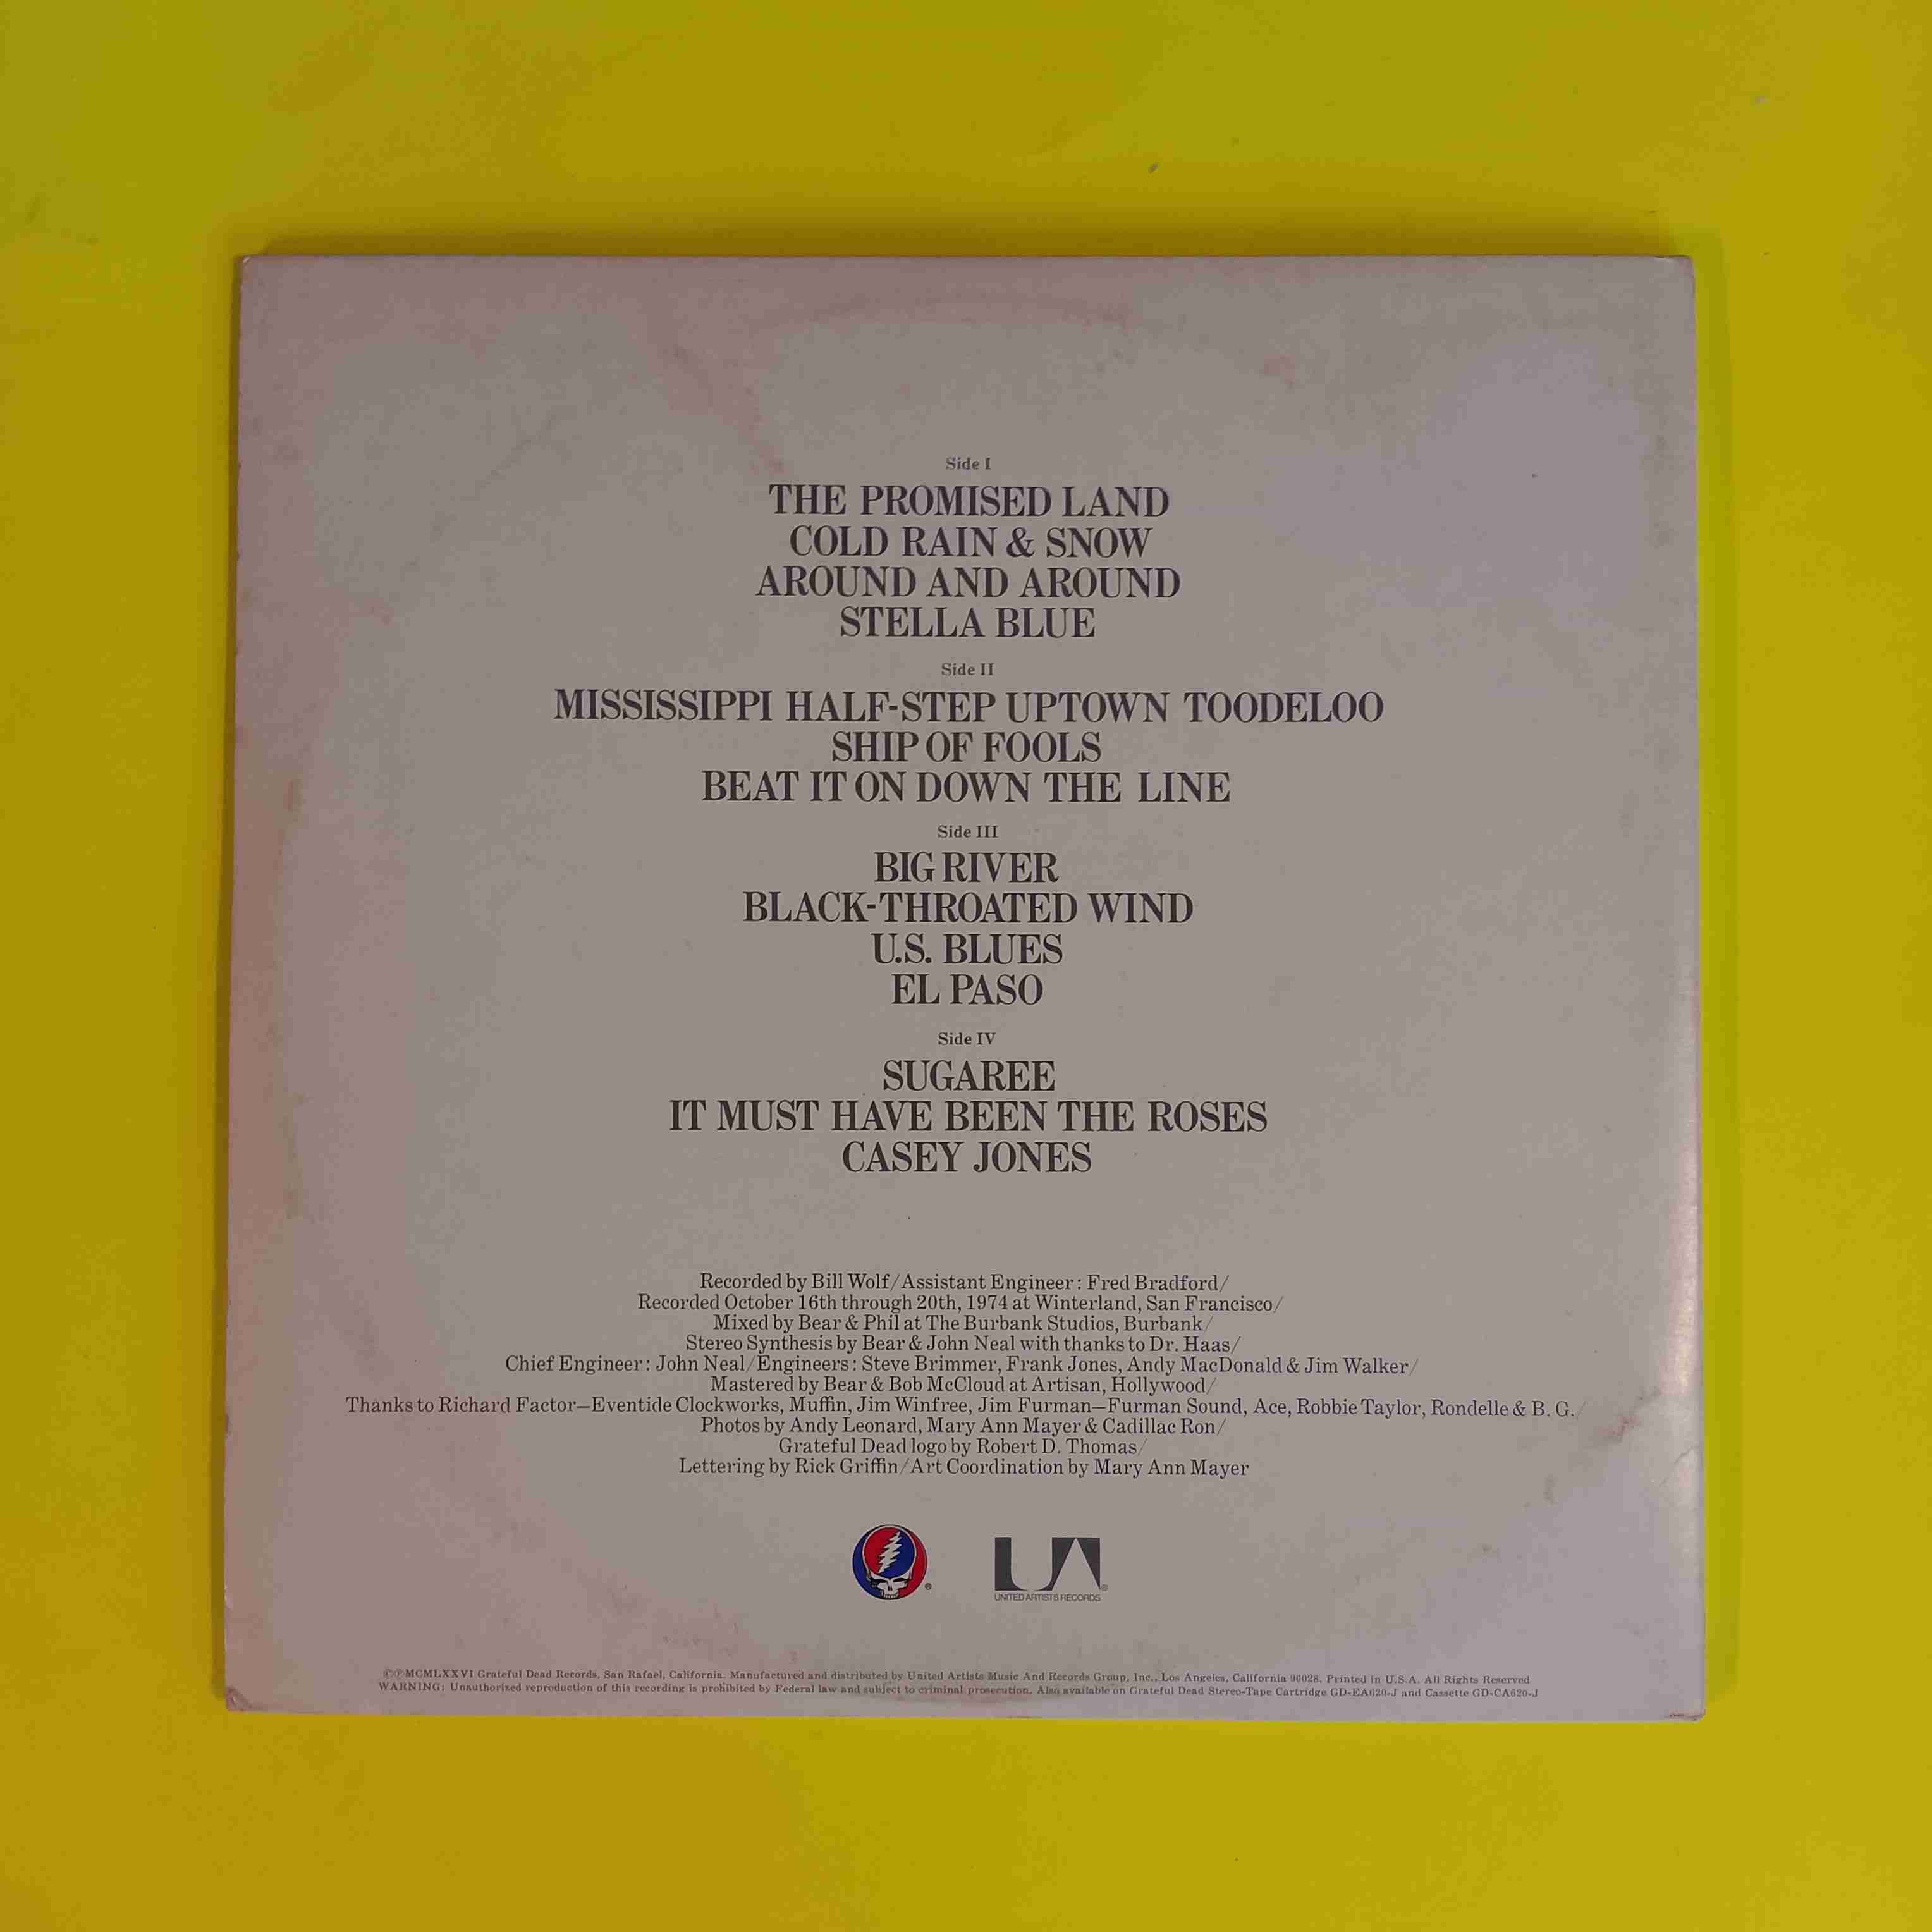 Side I
THE PROMISED LAND
COLD RAIN & SNOW
AROUND AND AROUND
STELLA BLUE
Side II
MISSISSIPPI HALF-STEP UPTOWN TOODELOO
SHIP OF FOOLS
BEAT IT ON DOWN THE LINE
Side III
BIG RIVER
BLACK-THROATED WIND
U.S. BLUES
EL PASO
Side IV
SUGAREE
IT MUST HAVE BEEN THE ROSES
CASEY JONES
Recorded by Bill Wolf/Assistant Engineer: Fred Bradford/
Recorded October 16th through 20th, 1974 at Winterland, San Francisco/
Mixed by Bear & Phil at The Burbank Studios, Burbank/
Stereo Synthesis by Bear & John Neal with thanks to Dr. Haas/
Chief Engineer: John Neal/Engineers: Steve Brimmer, Frank Jones, Andy MacDonald & Jim Walker/
Mastered by Bear & Bob McCloud at Artisan, Hollywood/
Thanks to Richard Factor—Eventide Clockworks, Muffin, Jim Winfree, Jim Furman—Furman Sound, Ace, Robbie Taylor, Rondelle & B. G./
Photos by Andy Leonard, Mary Ann Mayer & Cadillac Ron/
Grateful Dead logo by Robert D. Thomas/
Lettering by Rick Griffin/Art Coordination by Mary Ann Mayer
®
UA®
UNITED ARTISTS RECORDS
©℗MCMLXXVI Grateful Dead Records, San Rafael, California. Manufactured and distributed by United Artists Music And Records Group, Inc., Los Angeles, California 90028. Printed in U.S.A. All Rights Reserved
WARNING: Unauthorized reproduction of this recording is prohibited by Federal law and subject to criminal prosecution. Also available on Grateful Dead Stereo-Tape Cartridge GD-EA620-J and Cassette GD-CA620-J